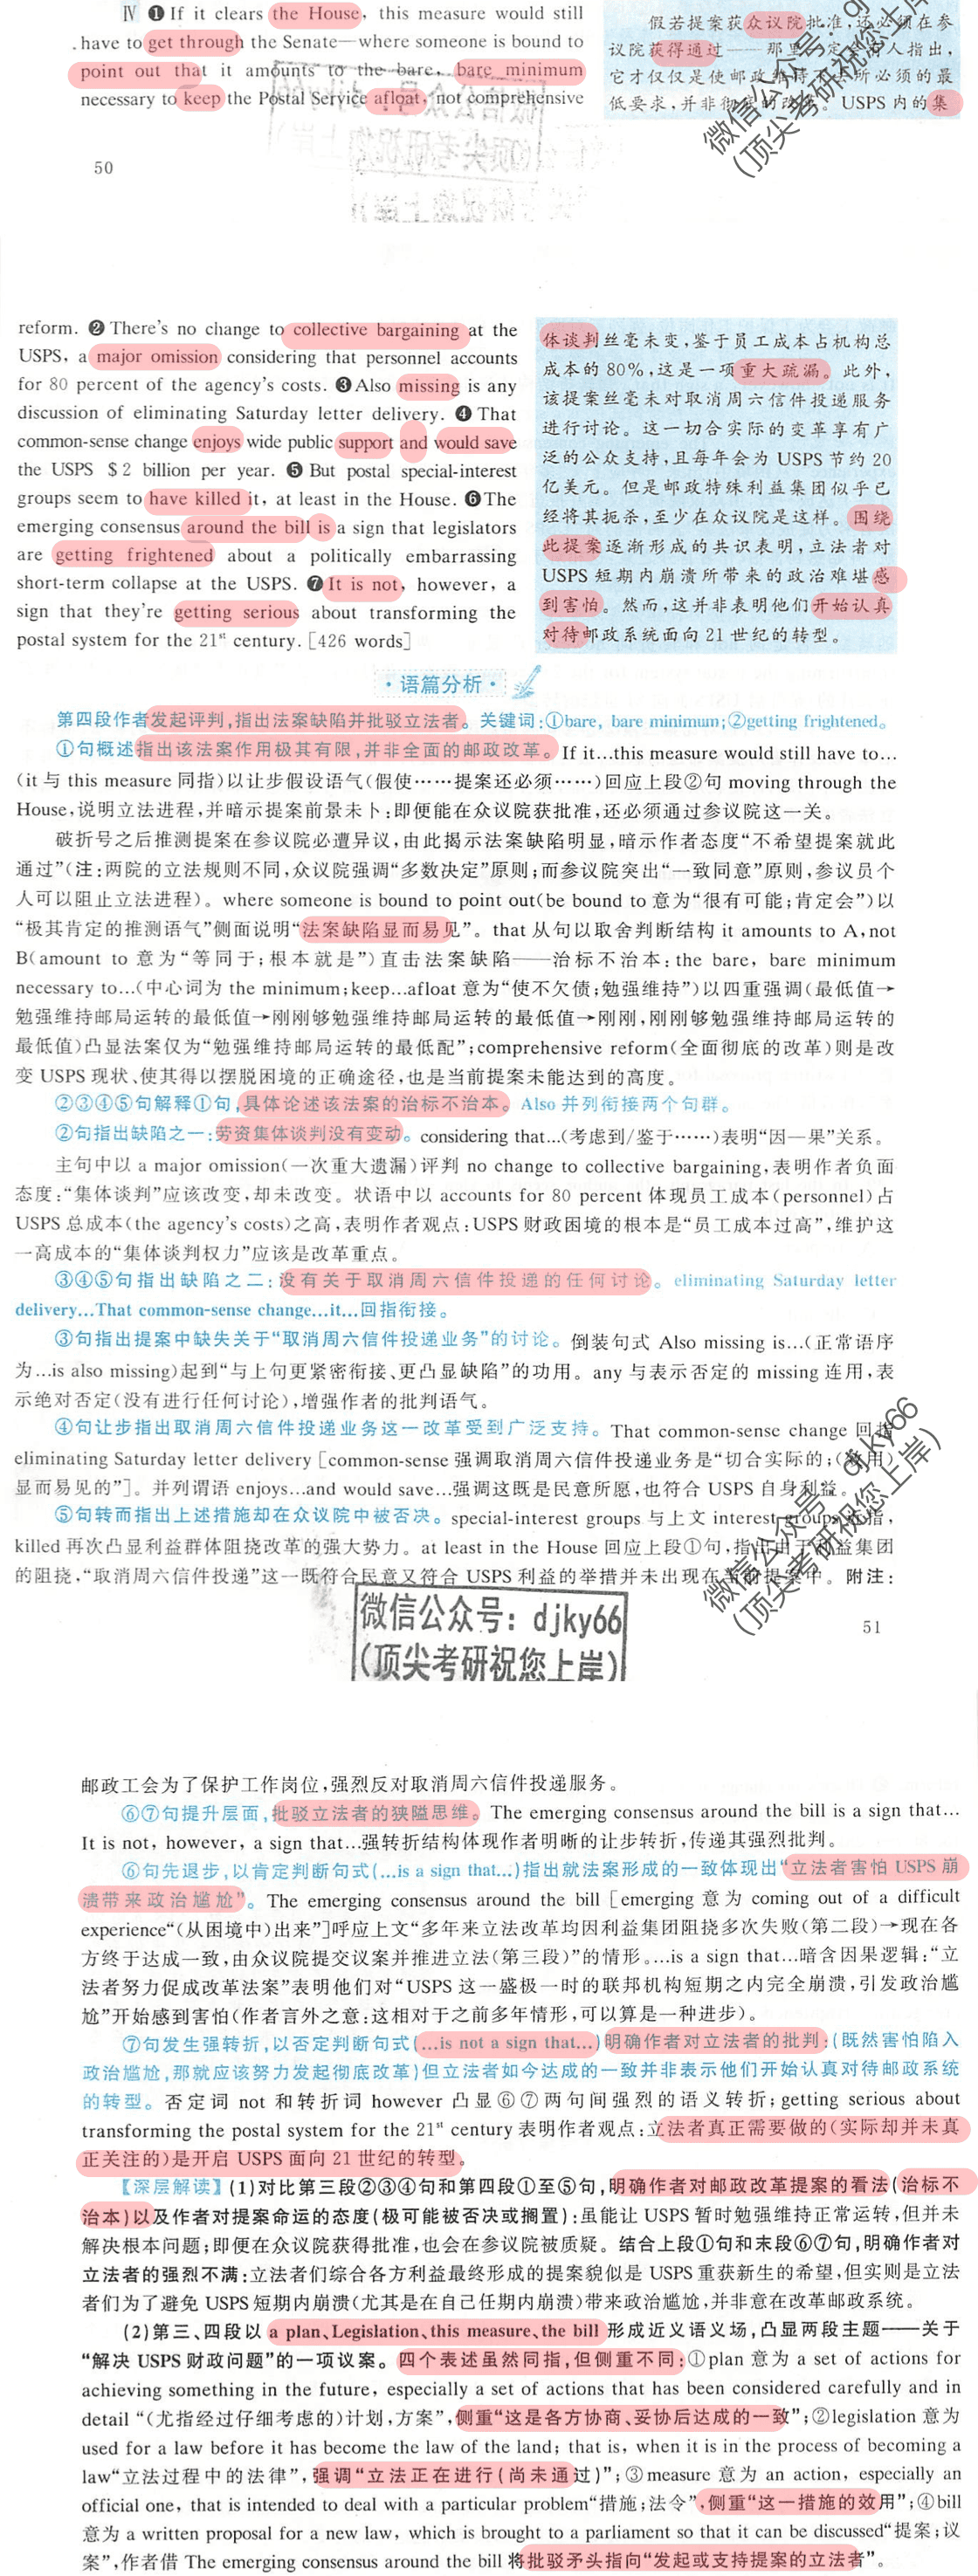 Ⅳ ❶ If it clears the House, this measure would still
have to get through the Senate—where someone is bound to
point out that it amounts to the bare, bare minimum
necessary to keep the Postal Service afloat, not comprehensive
假若提案获众议院批准,还必须在参
议院获得通过——那里
人指出,
它才仅仅是使邮政
所必须的最
低要求,并非彻
USPS 内的集
50
reform. ❷ There's no change to collective bargaining at the
USPS, a major omission considering that personnel accounts
for 80 percent of the agency's costs. ❸ Also missing is any
discussion of eliminating Saturday letter delivery. ❹ That
common-sense change enjoys wide public support and would save
the USPS $2 billion per year. ❺ But postal special-interest
groups seem to have killed it, at least in the House. ❻ The
emerging consensus around the bill is a sign that legislators
are getting frightened about a politically embarrassing
short-term collapse at the USPS. ❼ It is not, however, a
sign that they're getting serious about transforming the
postal system for the 21st century. [426 words]
体谈判丝毫未变,鉴于员工成本占机构总
成本的 80%,这是一项重大疏漏。此外,
该提案丝毫未对取消周六信件投递服务
进行讨论。这一切合实际的变革享有广
泛的公众支持,且每年会为 USPS 节约 20
亿美元。但是邮政特殊利益集团似乎已
经将其扼杀,至少在众议院是这样。围绕
此提案逐渐形成的共识表明,立法者对
USPS 短期内崩溃所带来的政治难堪感
到害怕。然而,这并非表明他们开始认真
对待邮政系统面向 21 世纪的转型。
·语篇分析·
第四段作者发起评判,指出法案缺陷并批驳立法者。关键词:①bare, bare minimum;②getting frightened。
①句概述指出该法案作用极其有限,并非全面的邮政改革。If it…this measure would still have to…
(it 与 this measure 同指)以让步假设语气(假使……提案还必须……)回应上段②句 moving through the
House,说明立法进程,并暗示提案前景未卜:即便能在众议院获批准,还必须通过参议院这一关。
破折号之后推测提案在参议院必遭异议,由此揭示法案缺陷明显,暗示作者态度“不希望提案就此
通过”(注:两院的立法规则不同,众议院强调“多数决定”原则;而参议院突出“一致同意”原则,参议员个
人可以阻止立法进程)。where someone is bound to point out(be bound to 意为“很有可能;肯定会”)以
“极其肯定的推测语气”侧面说明“法案缺陷显而易见”。that 从句以取舍判断结构 it amounts to A,not
B(amount to 意为“等同于;根本就是”)直击法案缺陷——治标不治本:the bare, bare minimum
necessary to…(中心词为 the minimum;keep…afloat 意为“使不欠债;勉强维持”)以四重强调(最低值→
勉强维持邮局运转的最低值→刚刚够勉强维持邮局运转的最低值→刚刚,刚刚够勉强维持邮局运转的
最低值)凸显法案仅为“勉强维持邮局运转的最低配”;comprehensive reform(全面彻底的改革)则是改
变 USPS 现状、使其得以摆脱困境的正确途径,也是当前提案未能达到的高度。
②③④⑤句解释①句,具体论述该法案的治标不治本。Also 并列衔接两个句群。
②句指出缺陷之一:劳资集体谈判没有变动。considering that…(考虑到/鉴于……)表明“因—果”关系。
主句中以 a major omission(一次重大遗漏)评判 no change to collective bargaining,表明作者负面
态度:“集体谈判”应该改变,却未改变。状语中以 accounts for 80 percent 体现员工成本(personnel)占
USPS 总成本(the agency's costs)之高,表明作者观点:USPS 财政困境的根本是“员工成本过高”,维护这
一高成本的“集体谈判权力”应该是改革重点。
③④⑤句指出缺陷之二:没有关于取消周六信件投递的任何讨论。eliminating Saturday letter
delivery…That common-sense change…it…回指衔接。
③句指出提案中缺失关于“取消周六信件投递业务”的讨论。倒装句式 Also missing is…(正常语序
为…is also missing)起到“与上句更紧密衔接、更凸显缺陷”的功用。any 与表示否定的 missing 连用,表
示绝对否定(没有进行任何讨论),增强作者的批判语气。
④句让步指出取消周六信件投递业务这一改革受到广泛支持。That common-sense change 回指
eliminating Saturday letter delivery [common-sense 强调取消周六信件投递业务是“切合实际的;(
用)
显而易见的”]。并列谓语 enjoys…and would save…强调这既是民意所愿,也符合 USPS 自身利益。
⑤句转而指出上述措施却在众议院中被否决。special-interest groups 与上文 interest groups
指,
killed 再次凸显利益群体阻挠改革的强大势力。at least in the House 回应上段①句,指出由于利益集团
的阻挠,“取消周六信件投递”这一既符合民意又符合 USPS 利益的举措并未出现在当前提案中。附注:
微信公众号: djky66
(顶尖考研祝您上岸)
微信公众号: djky66
(顶尖考研祝您上岸)
51
邮政工会为了保护工作岗位,强烈反对取消周六信件投递服务。
⑥⑦句提升层面,批驳立法者的狭隘思维。The emerging consensus around the bill is a sign that…
It is not, however, a sign that…强转折结构体现作者明晰的让步转折,传递其强烈批判。
⑥句先退步,以肯定判断句式(…is a sign that…)指出就法案形成的一致体现出“立法者害怕 USPS 崩
溃带来政治尴尬”。The emerging consensus around the bill [emerging 意为 coming out of a difficult
experience“(从困境中)出来”]呼应上文“多年来立法改革均因利益集团阻挠多次失败(第二段)→现在各
方终于达成一致,由众议院提交议案并推进立法(第三段)”的情形。…is a sign that…暗含因果逻辑:“立
法者努力促成改革法案”表明他们对“USPS 这一盛极一时的联邦机构短期之内完全崩溃,引发政治尴
尬”开始感到害怕(作者言外之意:这相对于之前多年情形,可以算是一种进步)。
⑦句发生强转折,以否定判断句式(…is not a sign that…)明确作者对立法者的批判:(既然害怕陷入
政治尴尬,那就应该努力发起彻底改革)但立法者如今达成的一致并非表示他们开始认真对待邮政系统
的转型。否定词 not 和转折词 however 凸显⑥⑦两句间强烈的语义转折;getting serious about
transforming the postal system for the 21st century 表明作者观点:立法者真正需要做的(实际却并未真
正关注的)是开启 USPS 面向 21 世纪的转型。
【深层解读】(1)对比第三段②③④句和第四段①至⑤句,明确作者对邮政改革提案的看法(治标不
治本)以及作者对提案命运的态度(极可能被否决或搁置):虽能让 USPS 暂时勉强维持正常运转,但并未
解决根本问题;即便在众议院获得批准,也会在参议院被质疑。结合上段①句和末段⑥⑦句,明确作者对
立法者的强烈不满:立法者们综合各方利益最终形成的提案貌似是 USPS 重获新生的希望,但实则是立法
者们为了避免 USPS 短期内崩溃(尤其是在自己任期内崩溃)带来政治尴尬,并非意在改革邮政系统。
(2)第三、四段以 a plan、Legislation、this measure、the bill 形成近义语义场,凸显两段主题——关于
“解决 USPS 财政问题”的一项议案。四个表述虽然同指,但侧重不同:①plan 意为 a set of actions for
achieving something in the future, especially a set of actions that has been considered carefully and in
detail “(尤指经过仔细考虑的)计划,方案”,侧重“这是各方协商、妥协后达成的一致”;②legislation 意为
used for a law before it has become the law of the land; that is, when it is in the process of becoming a
law“立法过程中的法律”,强调“立法正在进行(尚未通过)”;③measure 意为 an action, especially an
official one, that is intended to deal with a particular problem“措施;法令”,侧重“这一措施的效用”;④bill
意为 a written proposal for a new law, which is brought to a parliament so that it can be discussed“提案;议
案”,作者借 The emerging consensus around the bill 将批驳矛头指向“发起或支持提案的立法者”。